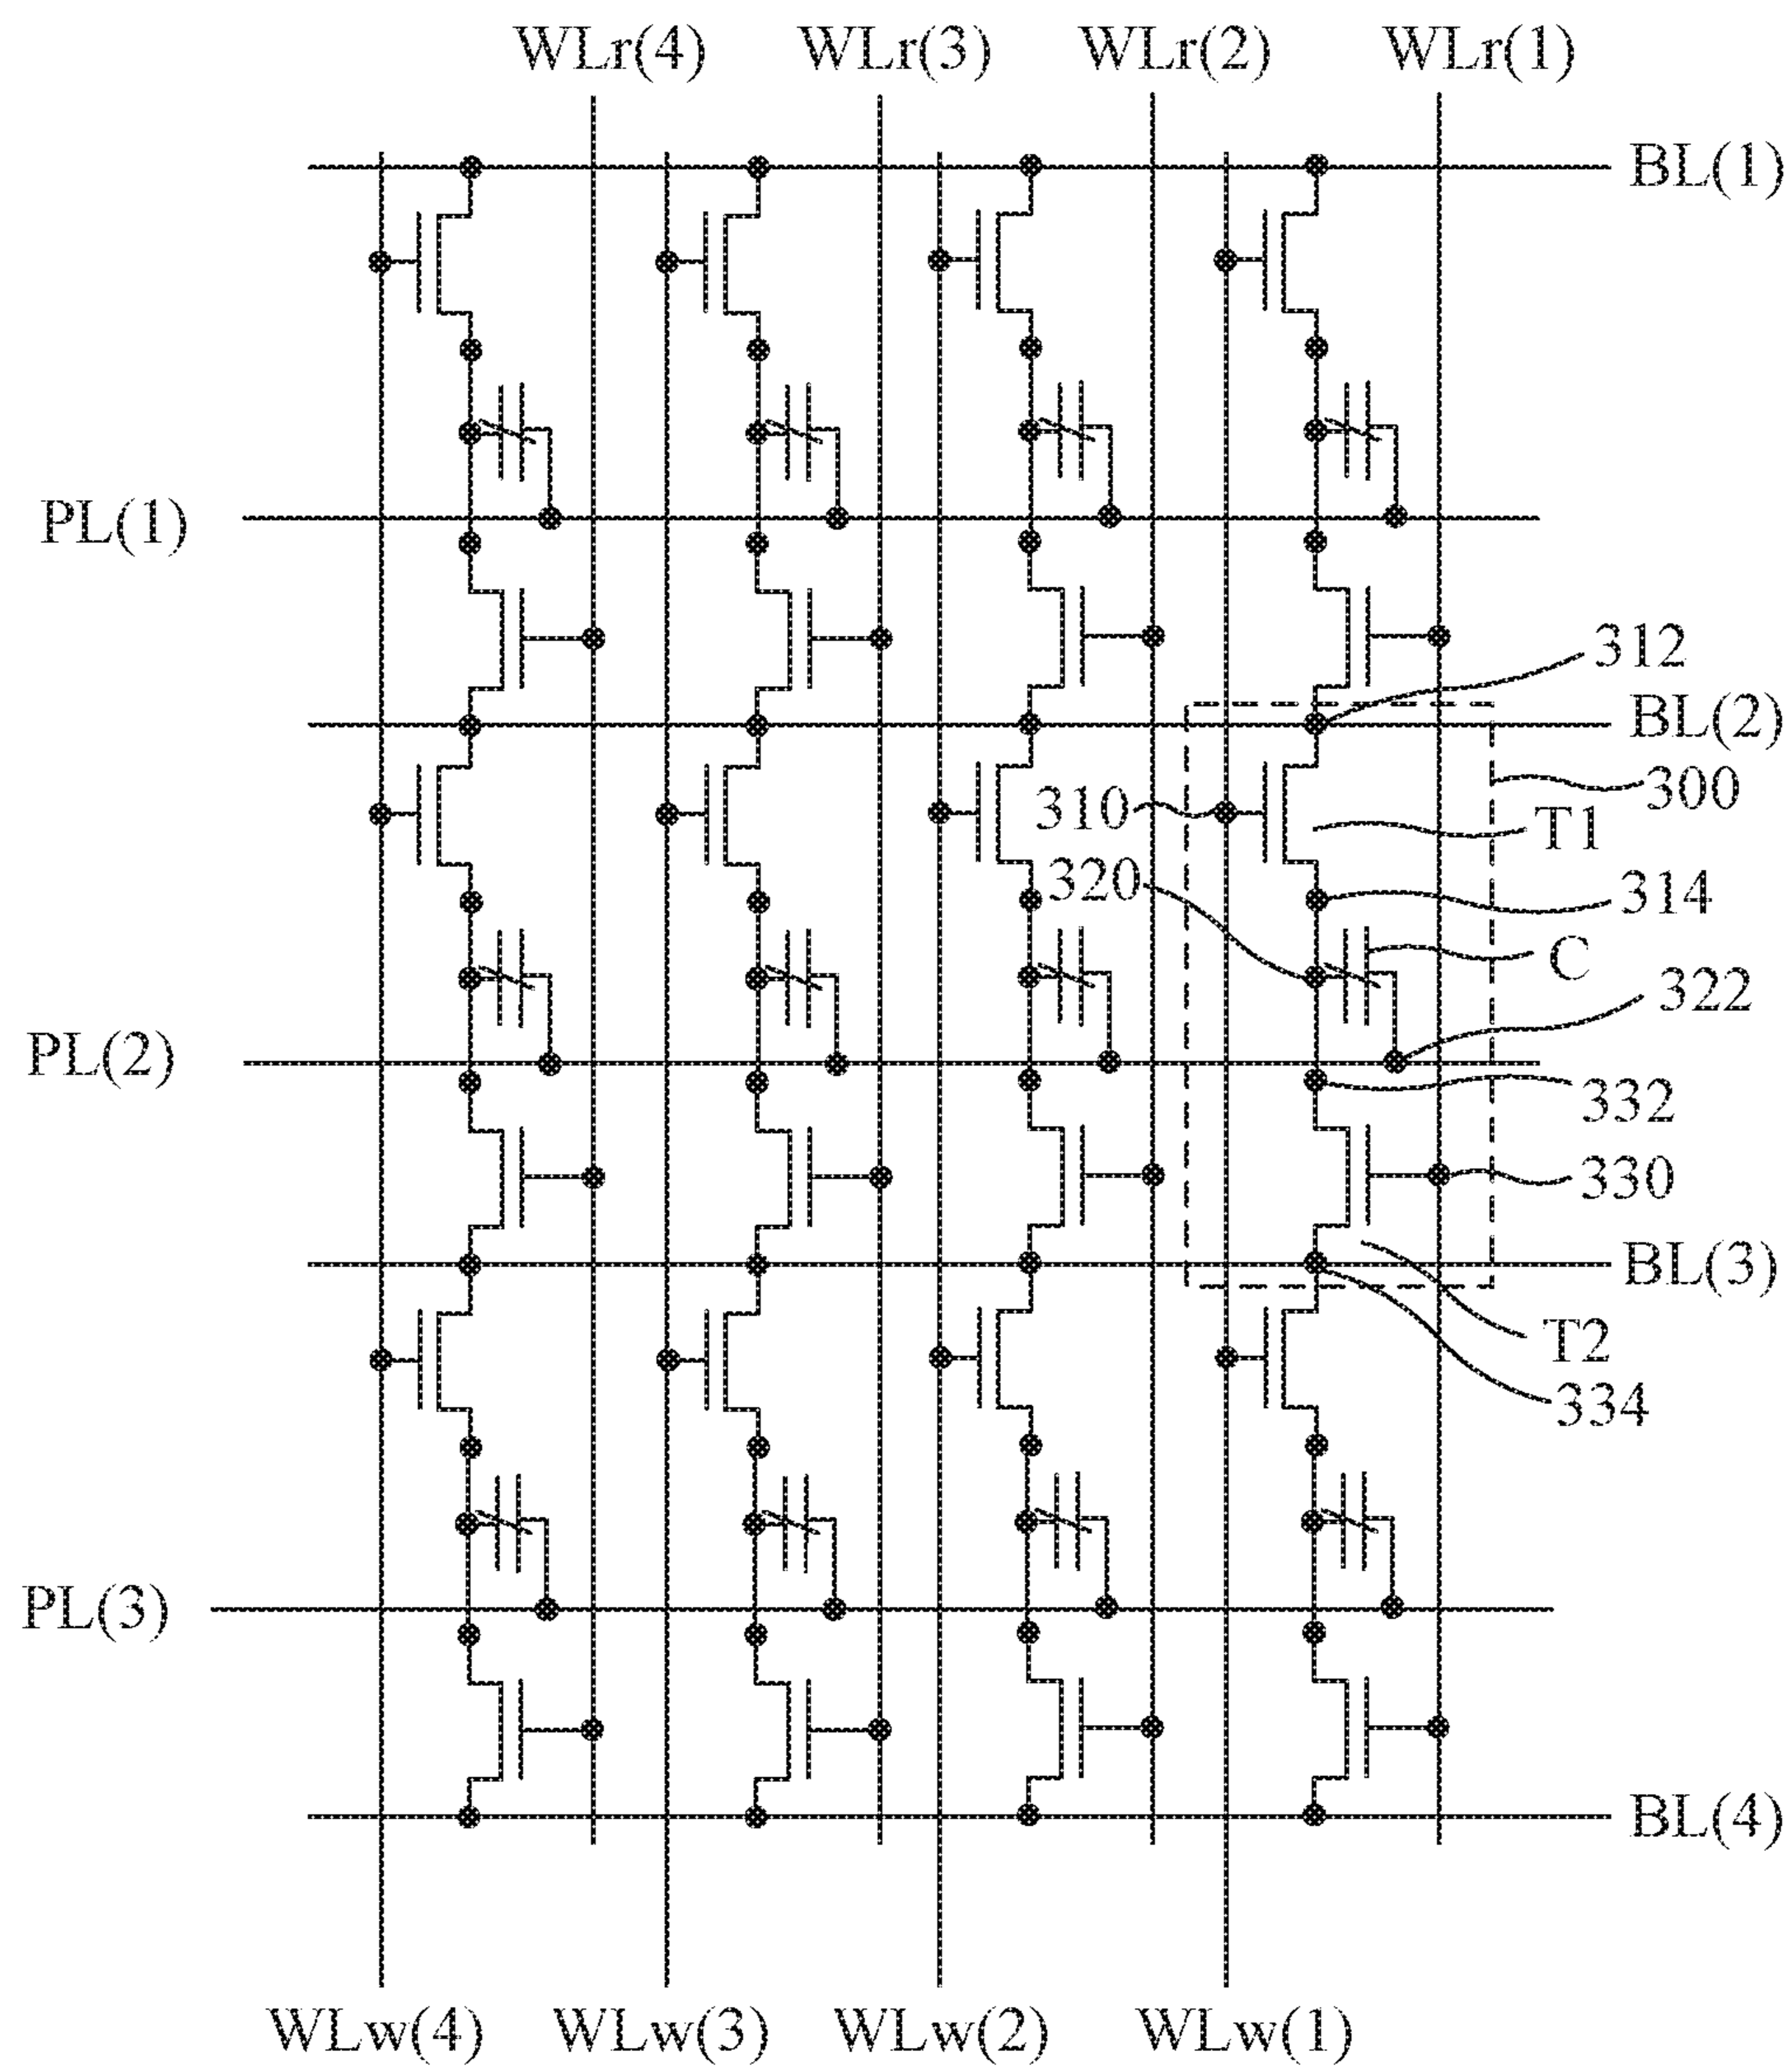 WLr(4) WLr(3) WLr(2) WLr(1)
BL(1)
PL(1)
312
BL(2)
300
310
T1
320
314
C
322
PL(2)
332
330
BL(3)
T2
334
PL(3)
BL(4)
WLw(4) WLw(3) WLw(2) WLw(1)